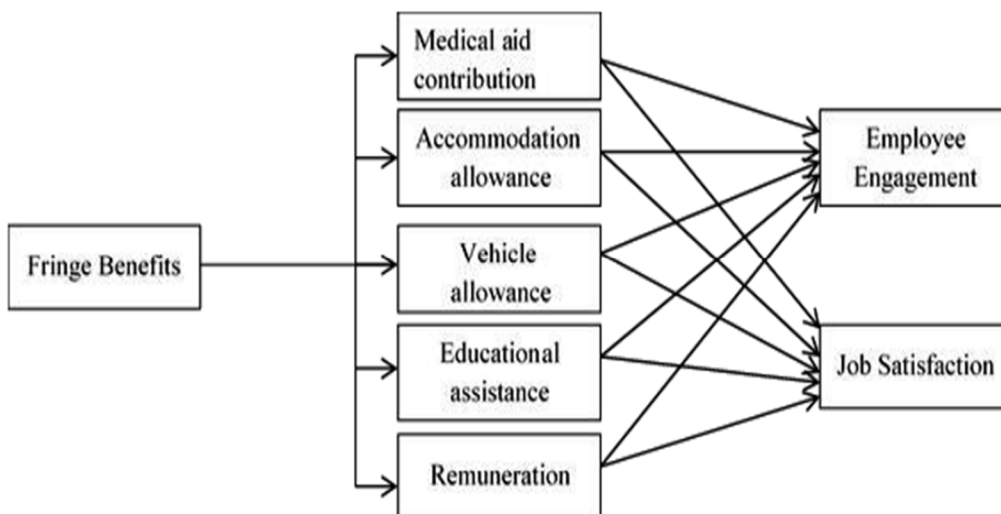 Fringe Benefits
Medical aid
contribution
Accommodation
allowance
Vehicle
allowance
Educational
assistance
Remuneration
Employee
Engagement
Job Satisfaction